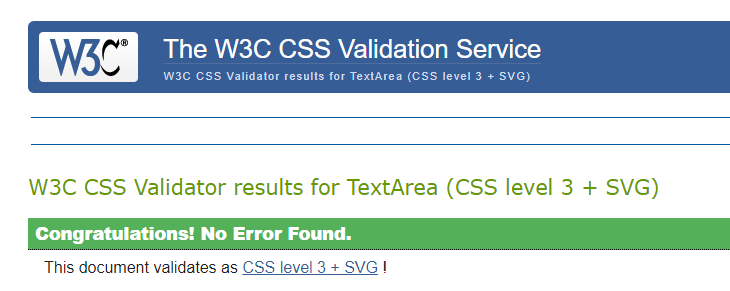 W3C®
The W3C CSS Validation Service
W3C CSS Validator results for TextArea (CSS level 3 + SVG)
W3C CSS Validator results for TextArea (CSS level 3 + SVG)
Congratulations! No Error Found.
This document validates as CSS level 3 + SVG !